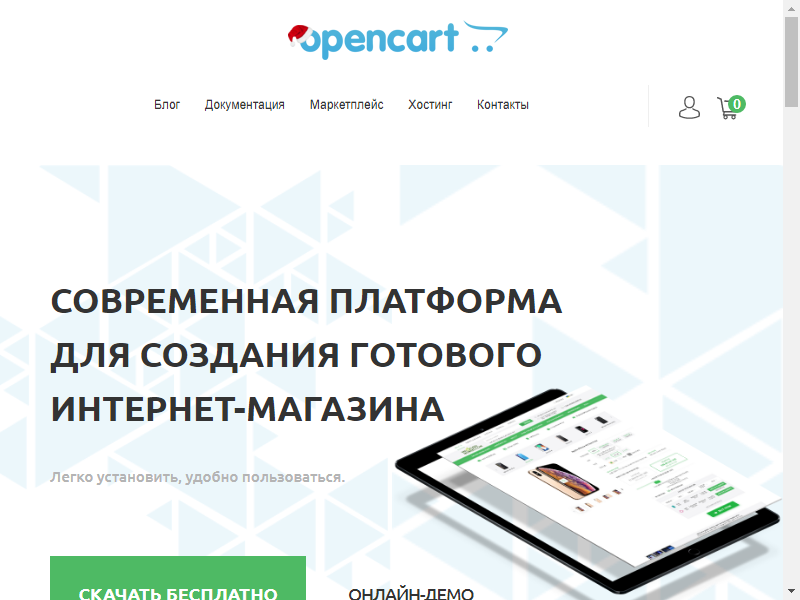 opencart
Блог Документация Маркетплейс Хостинг Контакты
0
СОВРЕМЕННАЯ ПЛАТФОРМА
ДЛЯ СОЗДАНИЯ ГОТОВОГО
ИНТЕРНЕТ-МАГАЗИНА
Легко установить, удобно пользоваться.
СКАЧАТЬ БЕСПЛАТНО ОНЛАЙН-ДЕМО